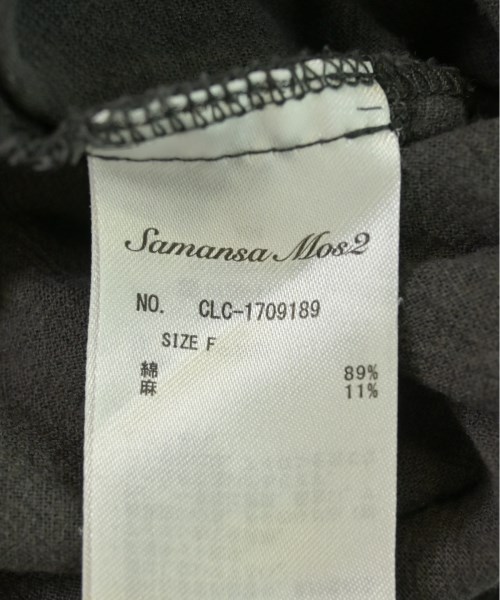 Samansa Mos2
NO. CLC-1709189
SIZE F
綿 89%
麻 11%